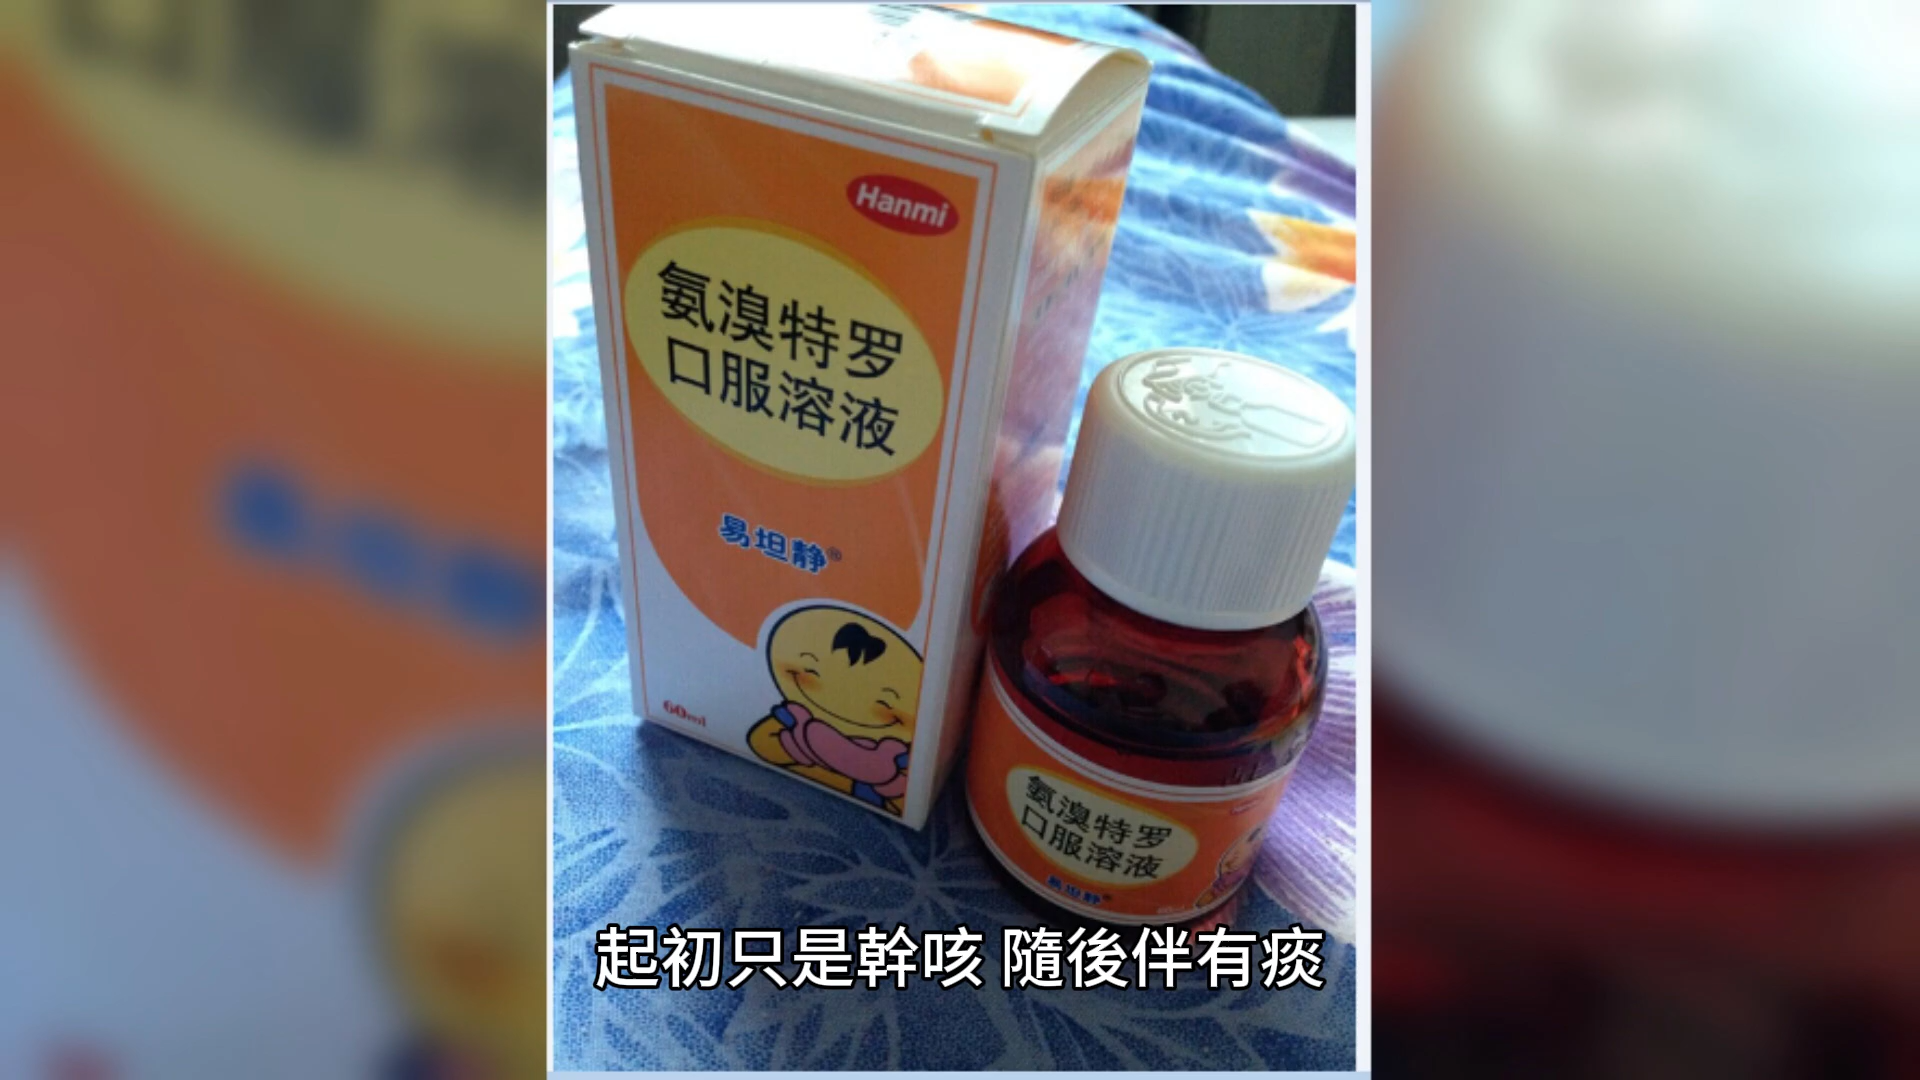 Hanmi
氨溴特罗
口服溶液
易坦静®
60ml
氨溴特罗
口服溶液
易坦静®
起初只是幹咳 隨後伴有痰